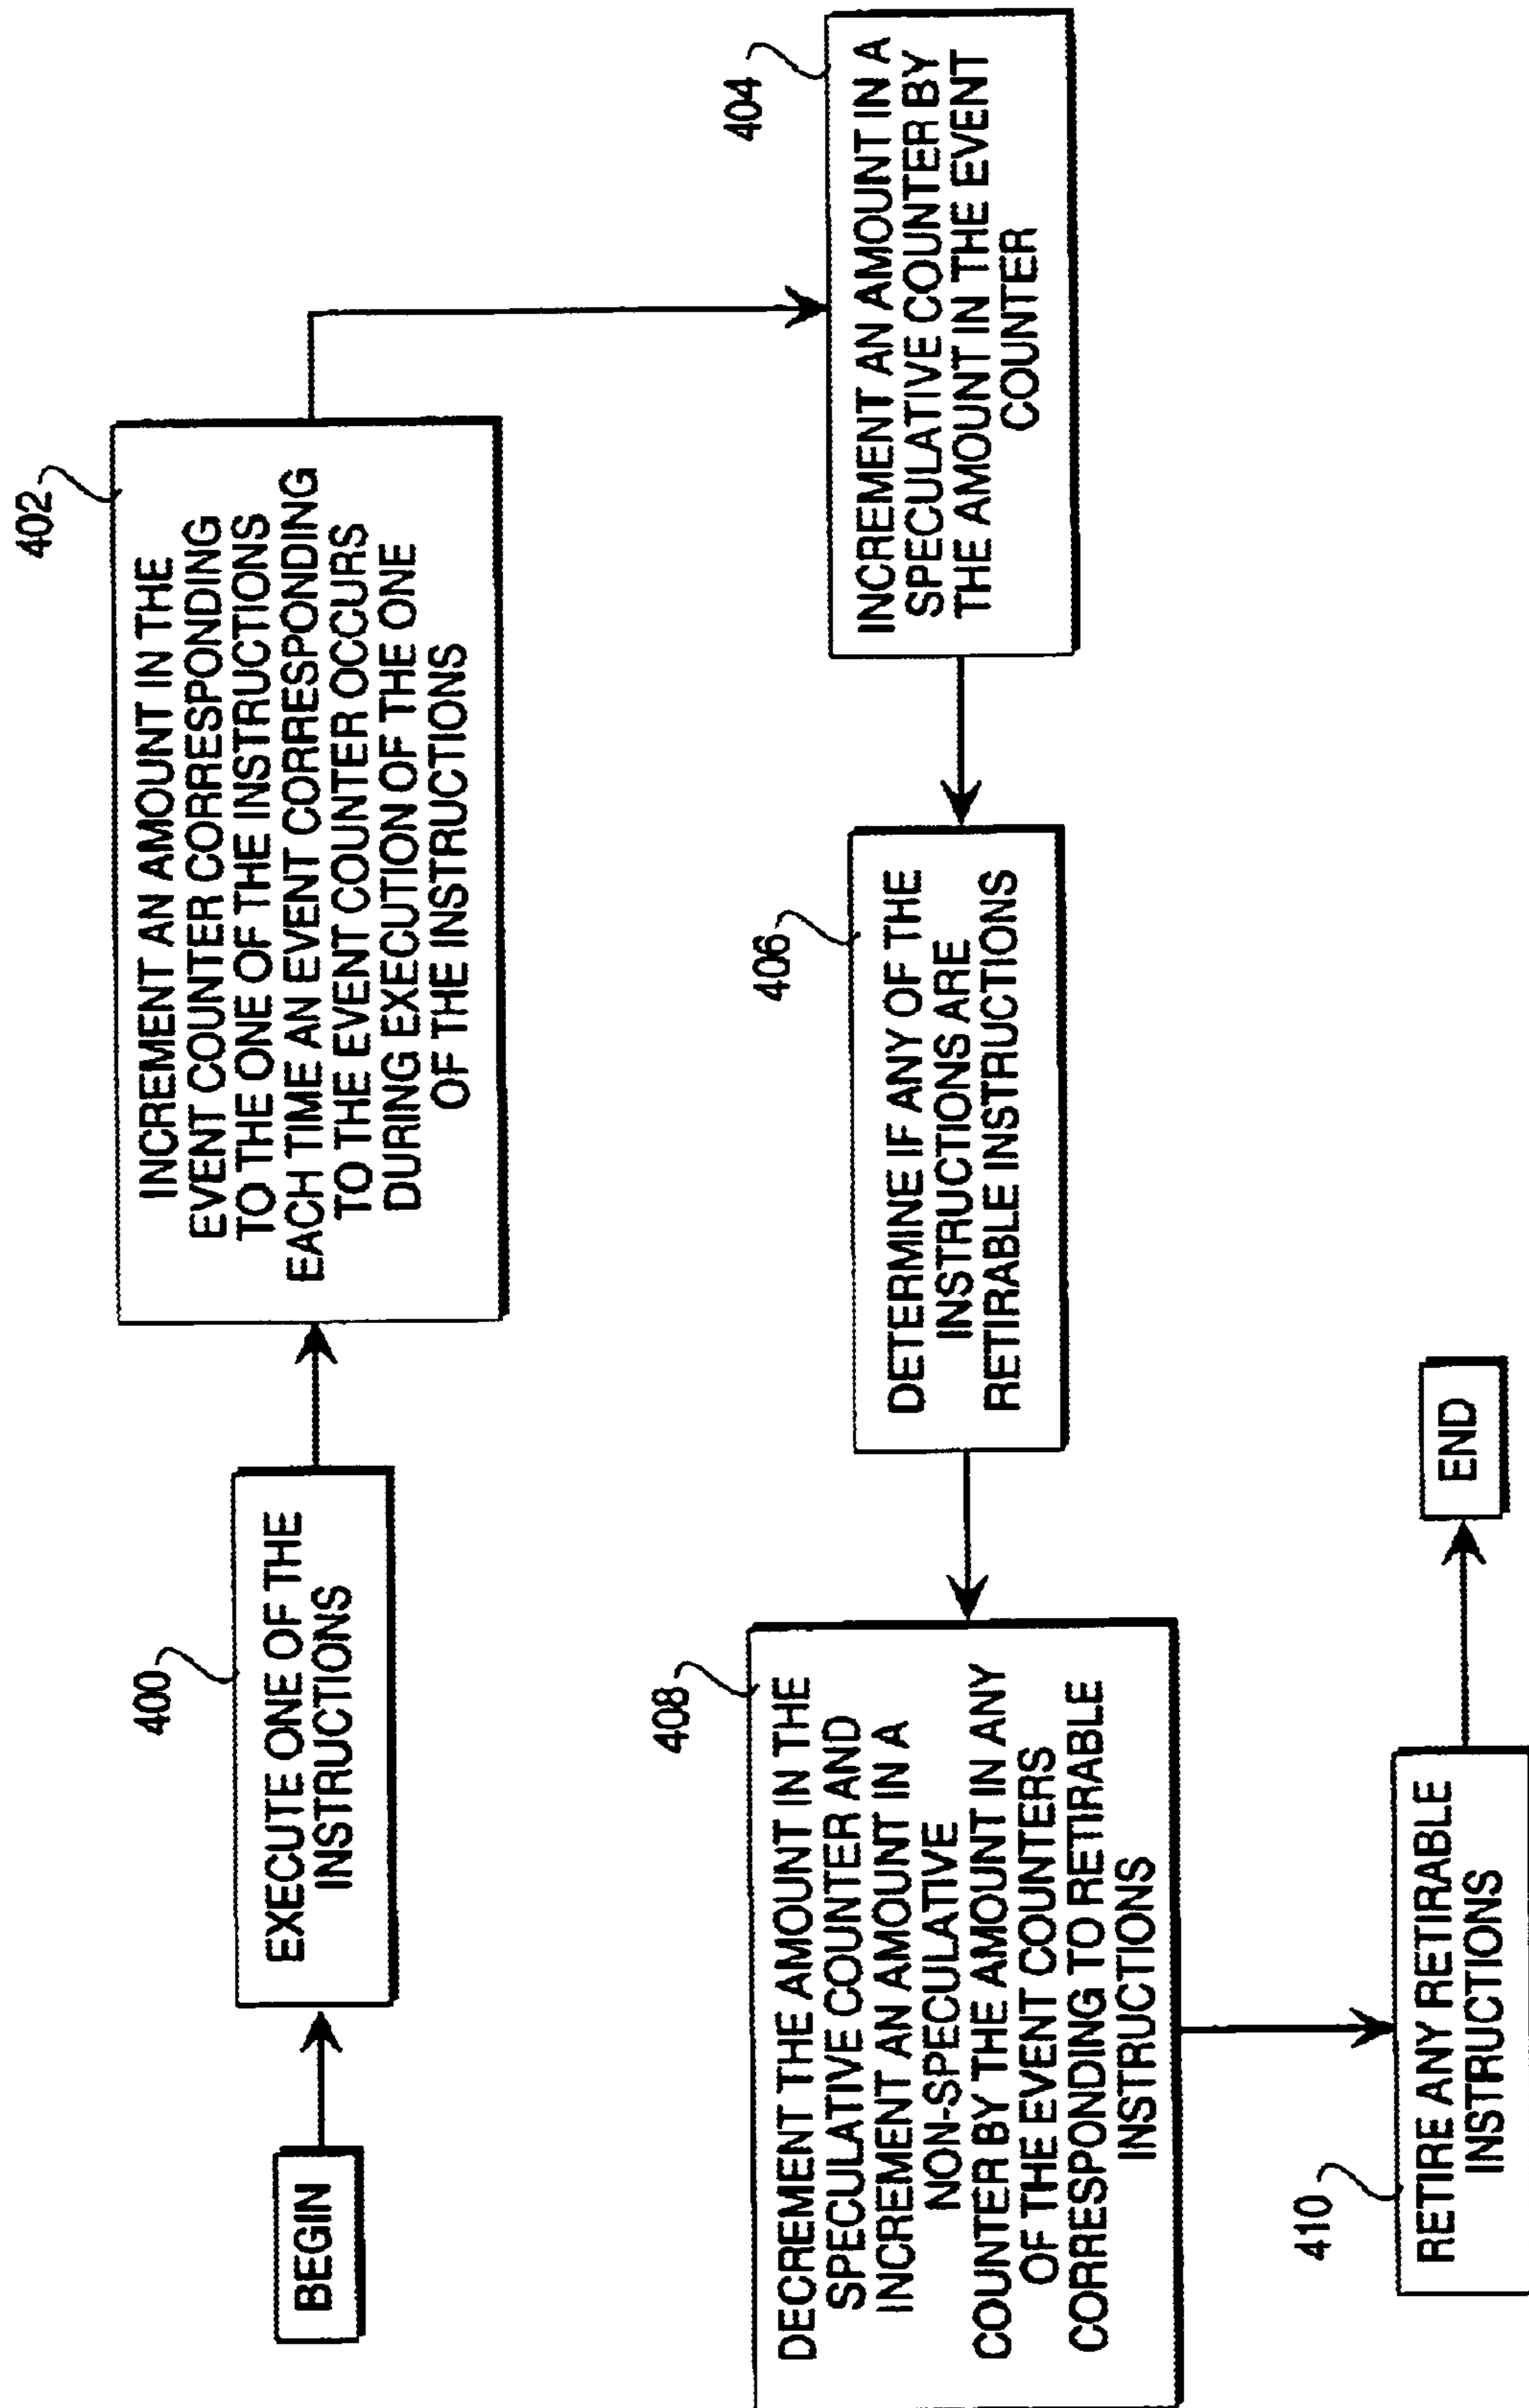 BEGIN
400
EXECUTE ONE OF THE
INSTRUCTIONS
402
INCREMENT AN AMOUNT IN THE
EVENT COUNTER CORRESPONDING
TO THE ONE OF THE INSTRUCTIONS
EACH TIME AN EVENT CORRESPONDING
TO THE EVENT COUNTER OCCURS
DURING EXECUTION OF THE ONE
OF THE INSTRUCTIONS
404
INCREMENT AN AMOUNT IN A
SPECULATIVE COUNTER BY
THE AMOUNT IN THE EVENT
COUNTER
406
DETERMINE IF ANY OF THE
INSTRUCTIONS ARE
RETIRABLE INSTRUCTIONS
408
DECREMENT THE AMOUNT IN THE
SPECULATIVE COUNTER AND
INCREMENT AN AMOUNT IN A
NON-SPECULATIVE
COUNTER BY THE AMOUNT IN ANY
OF THE EVENT COUNTERS
CORRESPONDING TO RETIRABLE
INSTRUCTIONS
410
RETIRE ANY RETIRABLE
INSTRUCTIONS
END